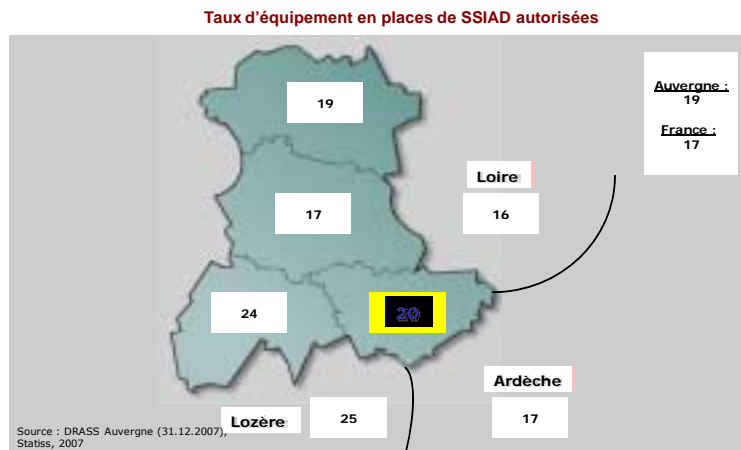 Taux d'équipement en places de SSIAD autorisées
19
Auvergne :
19
France :
17
Loire
17
16
24
20
Ardèche
Lozère
25
17
Source : DRASS Auvergne (31.12.2007),
Statiss, 2007